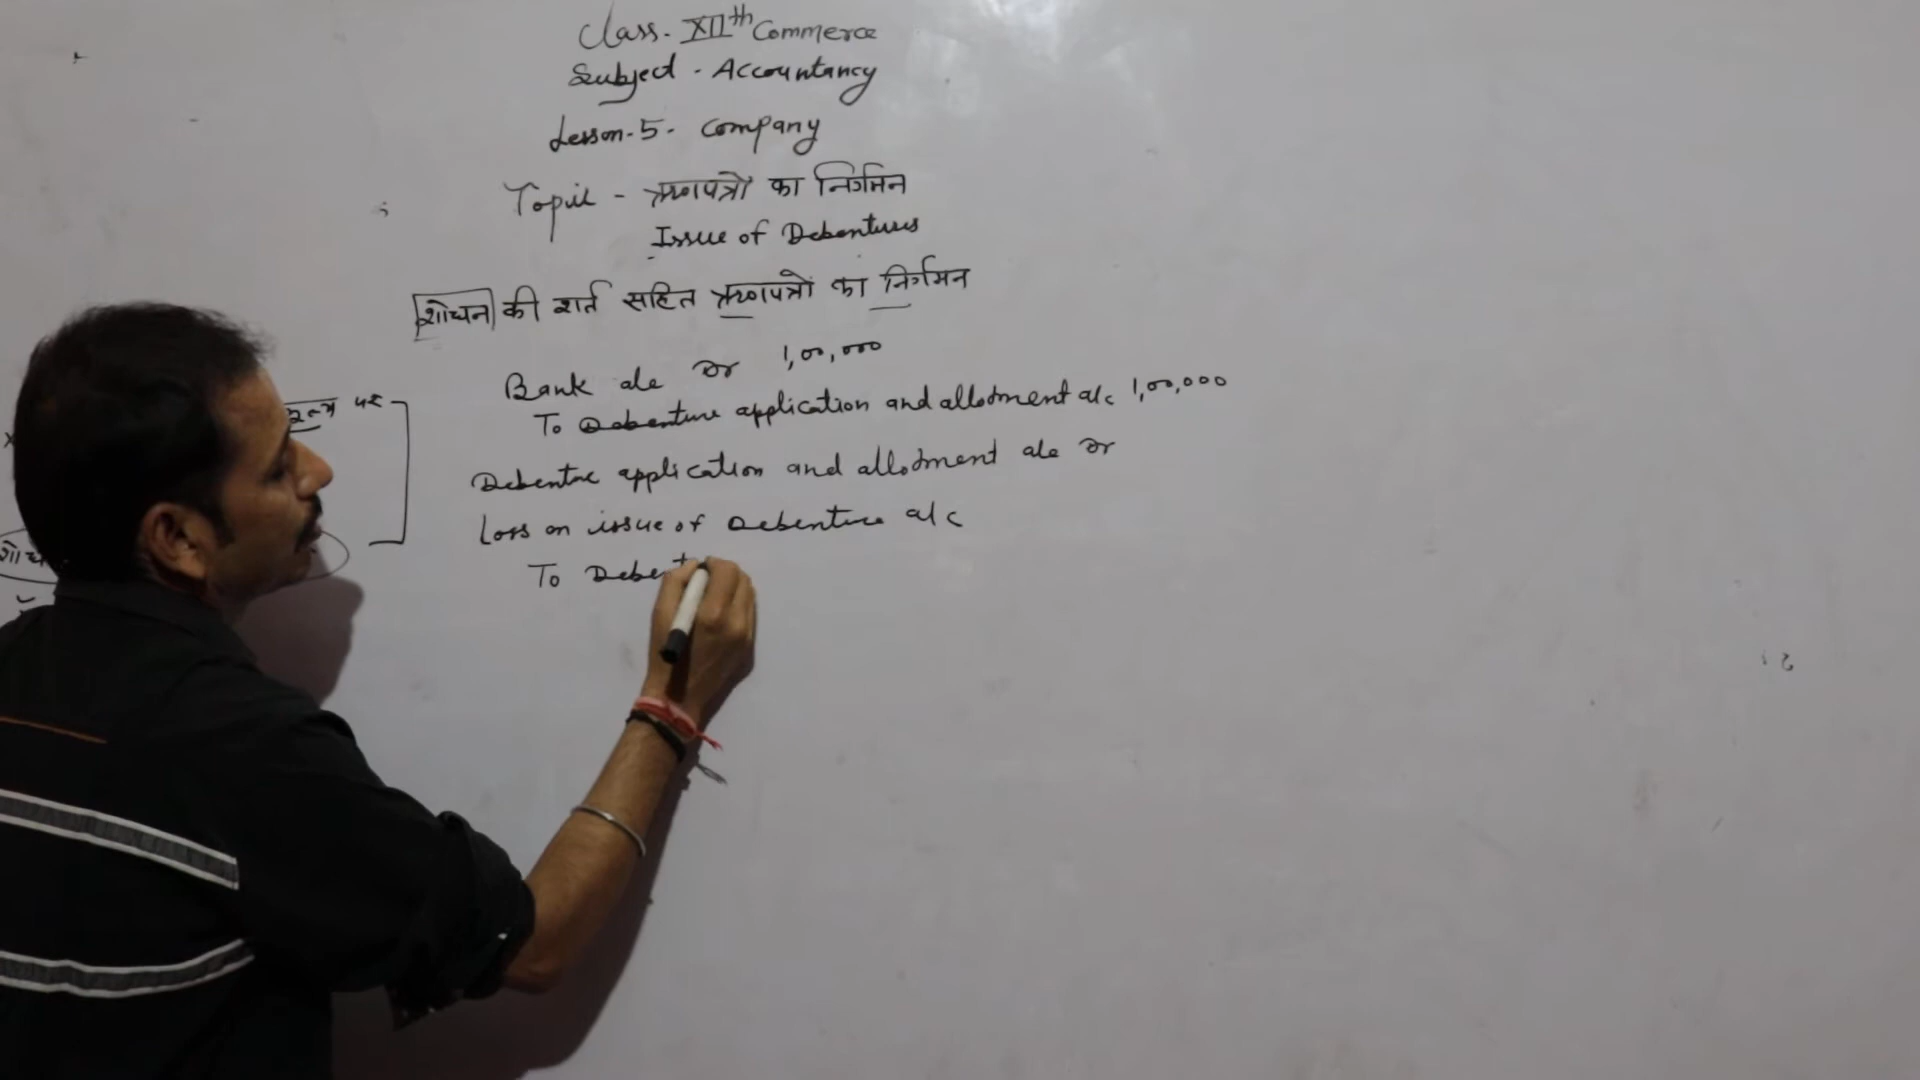 Class - XIIth Commerce
Subject - Accountancy
Lesson - 5 - Company
Topic - ऋणपत्रों का निर्गमन
Issue of Debentures
शोधन की शर्त सहित ऋणपत्रों का निर्गमन
Bank a/c Dr 1,00,000
To Debenture application and allotment a/c 1,00,000
Debenture application and allotment a/c Dr
Loss on issue of Debenture a/c
To Debent
पर